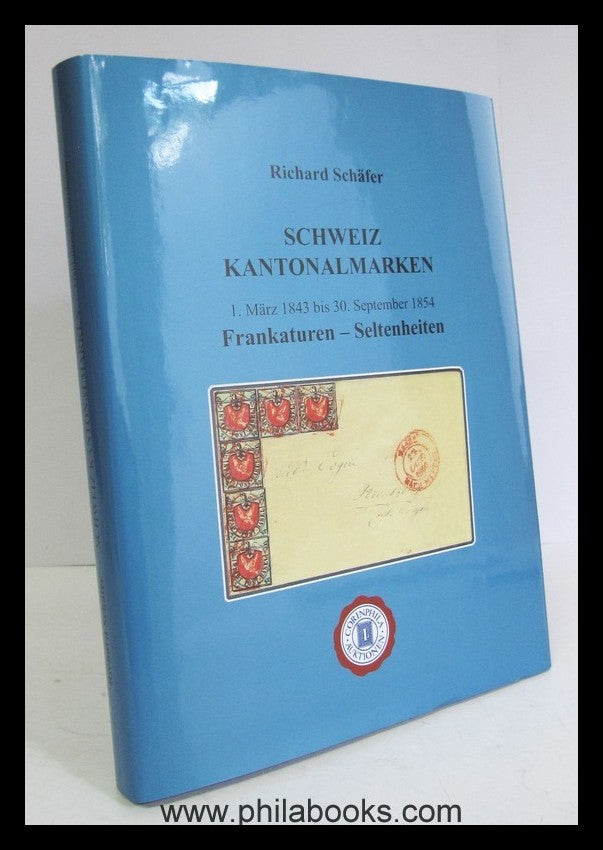 Richard Schäfer
SCHWEIZ
KANTONALMARKEN
1. März 1843 bis 30. September 1854
Frankaturen – Seltenheiten
CORINPHILA
AUKTIONEN
www.philabooks.com